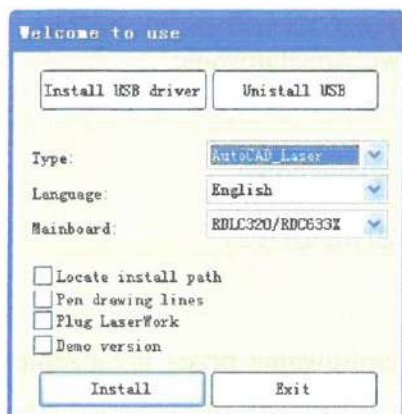 Welcome to use
Install USB driver Unistall USB
Type: AutoCAD_Laser
Language: English
Mainboard: RDLC320/RDC633X
Locate install path
Pen drawing lines
Plug LaserWork
Demo version
Install Exit